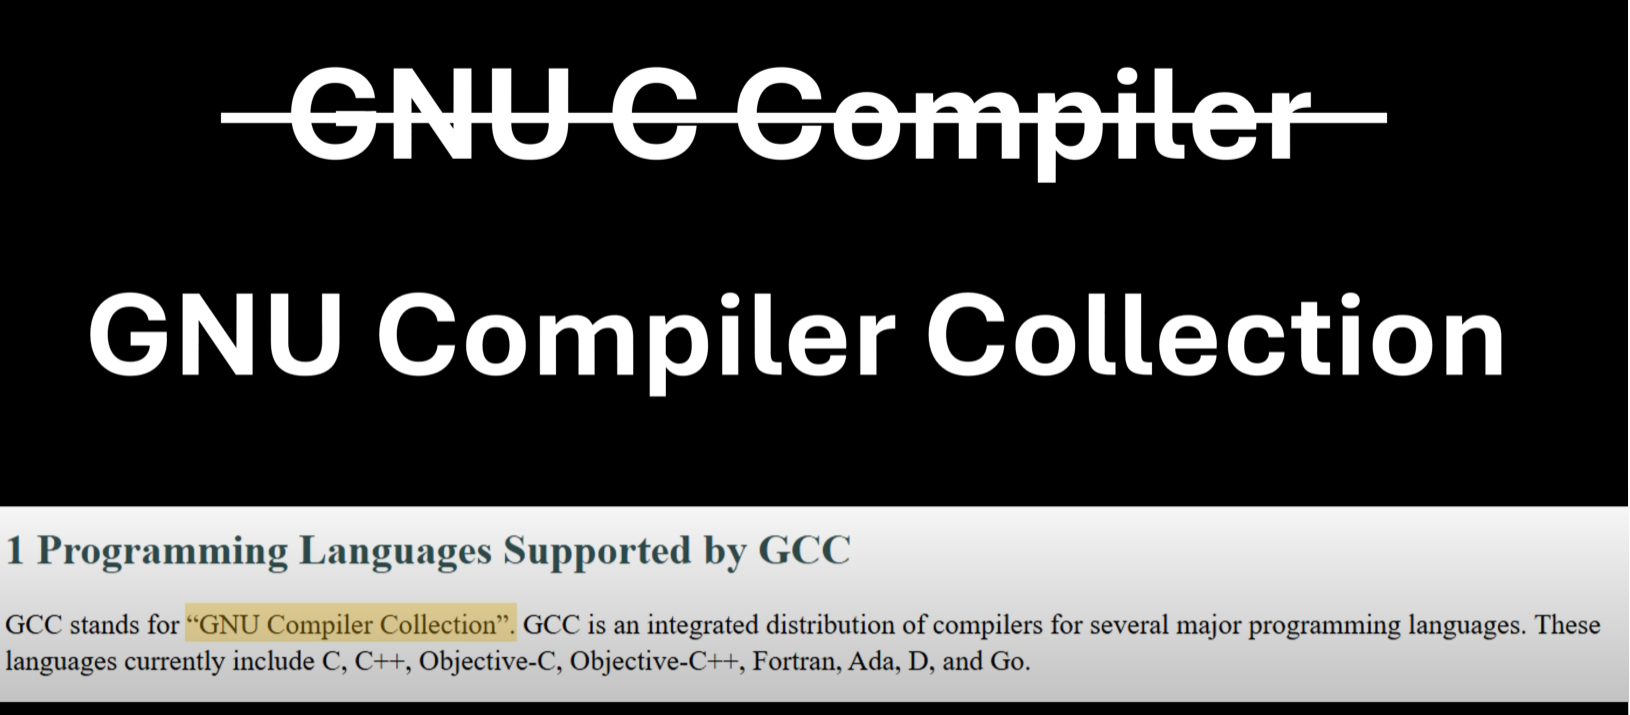 GNU C Compiler
GNU Compiler Collection
1 Programming Languages Supported by GCC
GCC stands for “GNU Compiler Collection”. GCC is an integrated distribution of compilers for several major programming languages. These
languages currently include C, C++, Objective-C, Objective-C++, Fortran, Ada, D, and Go.